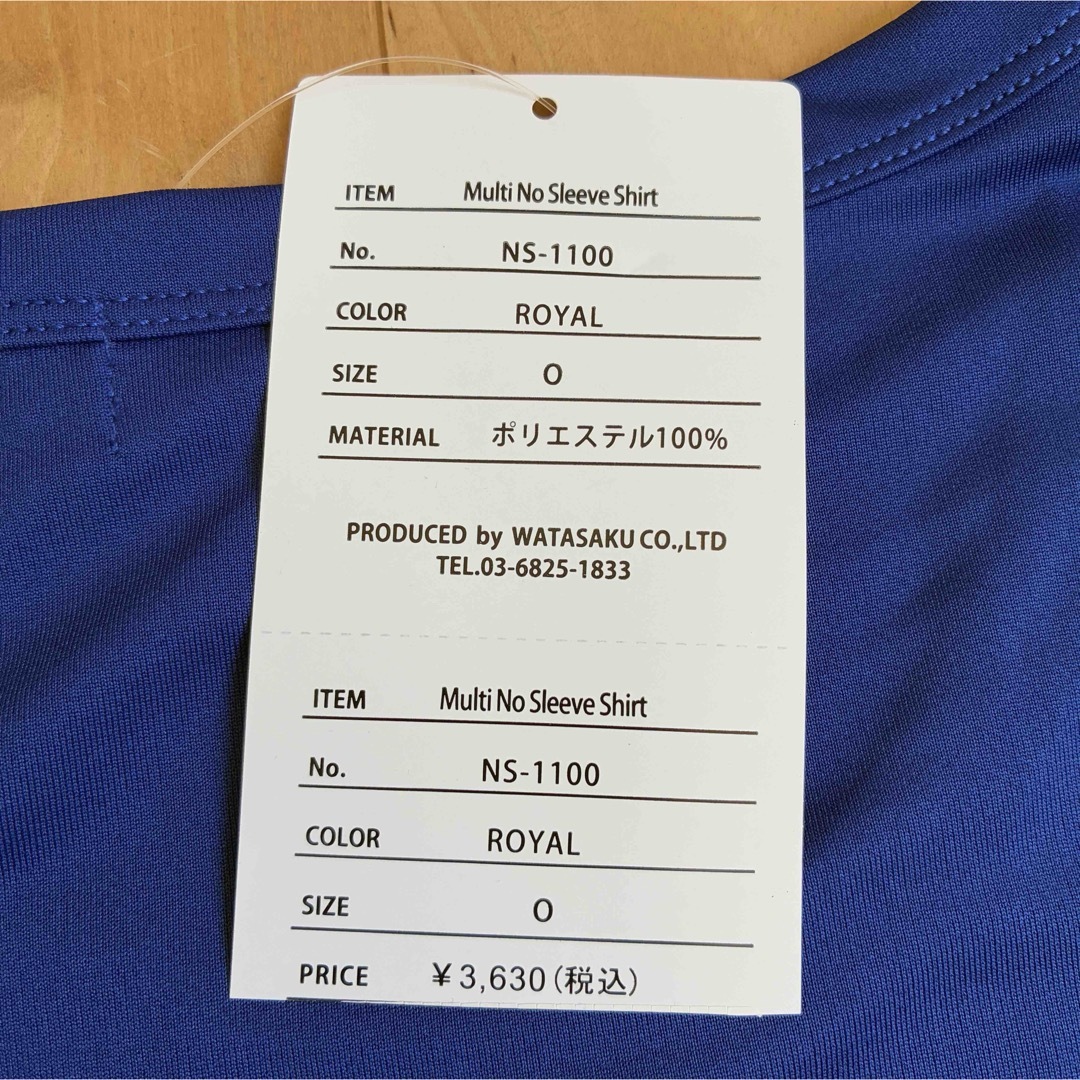 ITEM Multi No Sleeve Shirt
No. NS-1100
COLOR ROYAL
SIZE O
MATERIAL ポリエステル100%
PRODUCED by WATASAKU CO.,LTD
TEL.03-6825-1833
ITEM Multi No Sleeve Shirt
No. NS-1100
COLOR ROYAL
SIZE O
PRICE ¥3,630(税込)